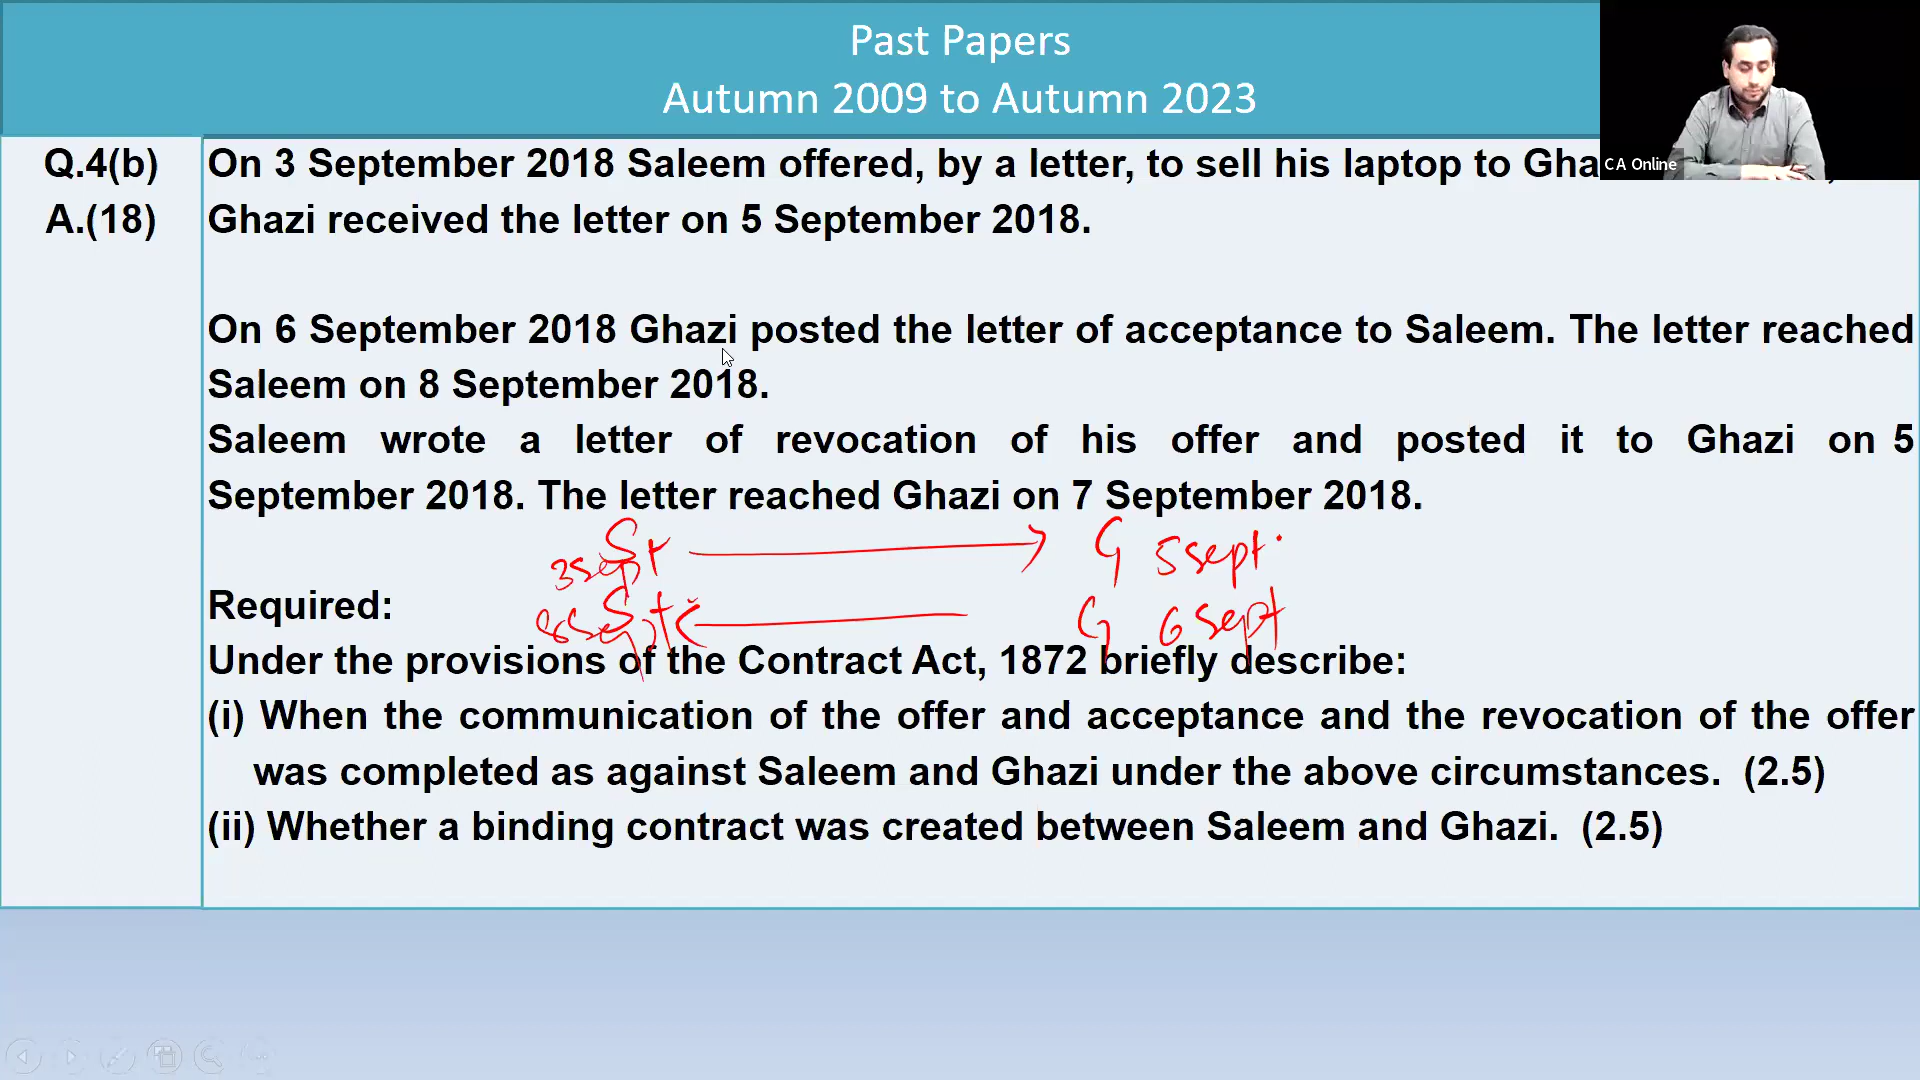 Past Papers
Autumn 2009 to Autumn 2023
C A Online
Q.4(b)
A.(18)
On 3 September 2018 Saleem offered, by a letter, to sell his laptop to
Ghazi received the letter on 5 September 2018.
On 6 September 2018 Ghazi posted the letter of acceptance to Saleem. The letter reached
Saleem on 8 September 2018.
Saleem wrote a letter of revocation of his offer and posted it to Ghazi on 5
September 2018. The letter reached Ghazi on 7 September 2018.
S G 5 sept.
3 sept
Required:
S G 6 sept
8 sept
Under the provisions of the Contract Act, 1872 briefly describe:
(i) When the communication of the offer and acceptance and the revocation of the offer
was completed as against Saleem and Ghazi under the above circumstances. (2.5)
(ii) Whether a binding contract was created between Saleem and Ghazi. (2.5)